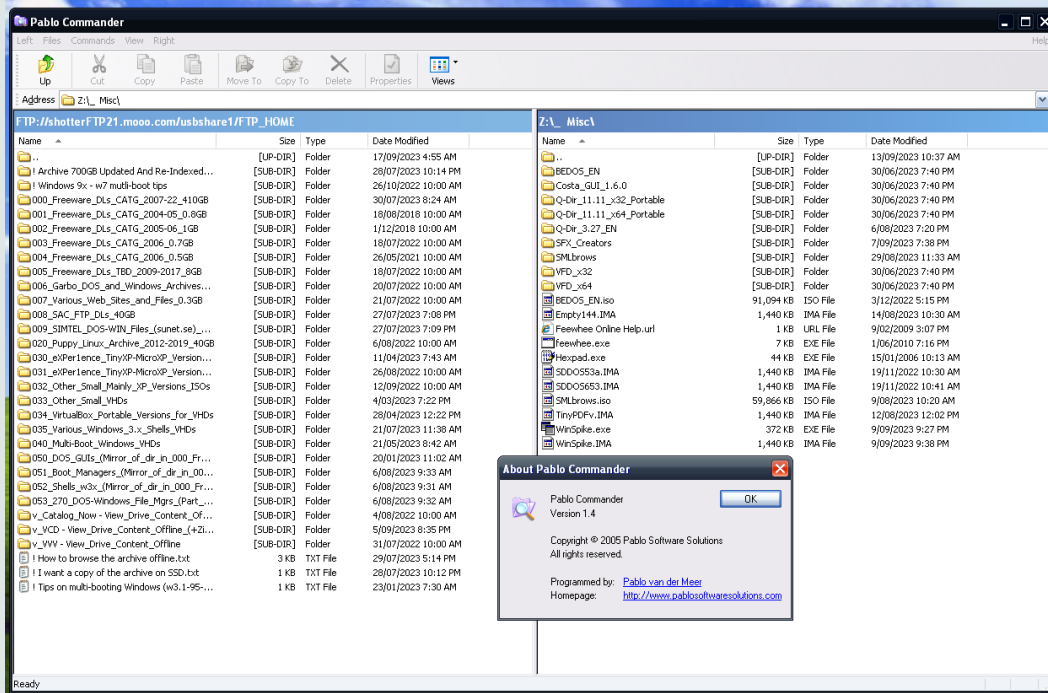 Pablo Commander
Left Files Commands View Right Help
Up Cut Copy Paste Move To Copy To Delete Properties Views
Address Z:\_ Misc\
FTP://shotterFTP21.mooo.com/usbshare1/FTP_HOME
Name Size Type Date Modified
.. [UP-DIR] Folder 17/09/2023 4:55 AM
! Archive 700GB Updated And Re-Indexed... [SUB-DIR] Folder 28/07/2023 10:14 PM
! Windows 9x - w7 mutli-boot tips [SUB-DIR] Folder 26/10/2022 10:00 AM
000_Freeware_DLs_CATG_2007-22_410GB [SUB-DIR] Folder 30/07/2023 8:24 AM
001_Freeware_DLs_CATG_2004-05_0.8GB [SUB-DIR] Folder 18/08/2018 10:00 AM
002_Freeware_DLs_CATG_2005-06_1GB [SUB-DIR] Folder 1/12/2018 10:00 AM
003_Freeware_DLs_CATG_2006_0.7GB [SUB-DIR] Folder 18/07/2022 10:00 AM
004_Freeware_DLs_CATG_2006_0.5GB [SUB-DIR] Folder 26/05/2021 10:00 AM
005_Freeware_DLs_TBD_2009-2017_8GB [SUB-DIR] Folder 18/07/2022 10:00 AM
006_Garbo_DOS_and_Windows_Archives... [SUB-DIR] Folder 20/07/2022 10:00 AM
007_Various_Web_Sites_and_Files_0.3GB [SUB-DIR] Folder 21/07/2022 10:00 AM
008_SAC_FTP_DLs_40GB [SUB-DIR] Folder 27/07/2023 7:08 PM
009_SIMTEL_DOS-WIN_Files_(sunet.se)_... [SUB-DIR] Folder 27/07/2023 7:09 PM
020_Puppy_Linux_Archive_2012-2019_40GB [SUB-DIR] Folder 6/08/2022 10:00 AM
030_eXPer1ence_TinyXP-MicroXP_Version... [SUB-DIR] Folder 11/04/2023 7:43 AM
031_eXPer1ence_TinyXP-MicroXP_Version... [SUB-DIR] Folder 26/08/2022 10:00 AM
032_Other_Small_Mainly_XP_Versions_ISOs [SUB-DIR] Folder 12/09/2022 10:00 AM
033_Other_Small_VHDs [SUB-DIR] Folder 4/03/2023 7:22 PM
034_VirtualBox_Portable_Versions_for_VHDs [SUB-DIR] Folder 28/04/2023 12:22 PM
035_Various_Windows_3.x_Shells_VHDs [SUB-DIR] Folder 21/07/2023 11:38 AM
040_Multi-Boot_Windows_VHDs [SUB-DIR] Folder 21/05/2023 8:42 AM
050_DOS_GUIs_(Mirror_of_dir_in_000_Fr... [SUB-DIR] Folder 20/01/2023 11:02 AM
051_Boot_Managers_(Mirror_of_dir_in_00... [SUB-DIR] Folder 6/08/2023 9:33 AM
052_Shells_w3x_(Mirror_of_dir_in_000_Fr... [SUB-DIR] Folder 6/08/2023 9:31 AM
053_270_DOS-Windows_File_Mgrs_(Part_... [SUB-DIR] Folder 6/08/2023 9:32 AM
v_Catalog_Now - View_Drive_Content_Of... [SUB-DIR] Folder 4/08/2022 10:00 AM
v_VCD - View_Drive_Content_Offline_(+Zi... [SUB-DIR] Folder 5/09/2023 8:35 PM
v_VVV - View_Drive_Content_Offline [SUB-DIR] Folder 31/07/2022 10:00 AM
! How to browse the archive offline.txt 3 KB TXT File 29/07/2023 5:14 PM
! I want a copy of the archive on SSD.txt 1 KB TXT File 28/07/2023 10:12 PM
! Tips on multi-booting Windows (w3.1-95-... 1 KB TXT File 23/01/2023 7:30 AM
Z:\_ Misc\
Name Size Type Date Modified
.. [UP-DIR] Folder 13/09/2023 10:37 AM
BEDOS_EN [SUB-DIR] Folder 30/06/2023 7:40 PM
Costa_GUI_1.6.0 [SUB-DIR] Folder 30/06/2023 7:40 PM
Q-Dir_11.11_x32_Portable [SUB-DIR] Folder 30/06/2023 7:40 PM
Q-Dir_11.11_x64_Portable [SUB-DIR] Folder 30/06/2023 7:40 PM
Q-Dir_3.27_EN [SUB-DIR] Folder 6/08/2023 7:20 PM
SFX_Creators [SUB-DIR] Folder 7/09/2023 7:38 PM
SMLbrows [SUB-DIR] Folder 29/08/2023 11:33 AM
VFD_x32 [SUB-DIR] Folder 30/06/2023 7:40 PM
VFD_x64 [SUB-DIR] Folder 30/06/2023 7:40 PM
BEDOS_EN.iso 91,094 KB ISO File 3/12/2022 5:15 PM
Empty144.IMA 1,440 KB IMA File 14/08/2023 10:30 AM
Feewhee Online Help.url 1 KB URL File 9/02/2009 3:07 PM
feewhee.exe 7 KB EXE File 1/06/2010 7:16 PM
Hexpad.exe 44 KB EXE File 15/01/2006 10:13 AM
SDDOS53a.IMA 1,440 KB IMA File 19/11/2022 10:30 AM
SDDOS653.IMA 1,440 KB IMA File 19/11/2022 10:41 AM
SMLbrows.iso 59,866 KB ISO File 9/08/2023 10:20 AM
TinyPDFv.IMA 1,440 KB IMA File 12/08/2023 12:02 PM
WinSpike.exe 372 KB EXE File 9/09/2023 9:27 PM
WinSpike.IMA 1,440 KB IMA File 9/09/2023 9:38 PM
About Pablo Commander
Pablo Commander OK
Version 1.4
Copyright © 2005 Pablo Software Solutions
All rights reserved.
Programmed by: Pablo van der Meer
Homepage: http://www.pablosoftwaresolutions.com
Ready